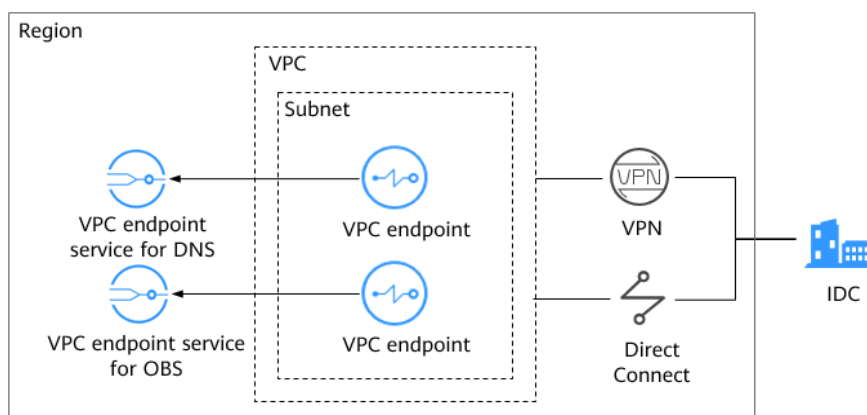 Region
VPC
Subnet
VPC endpoint
service for DNS
VPC endpoint
VPN
VPN
IDC
VPC endpoint service
for OBS
VPC endpoint
Direct
Connect